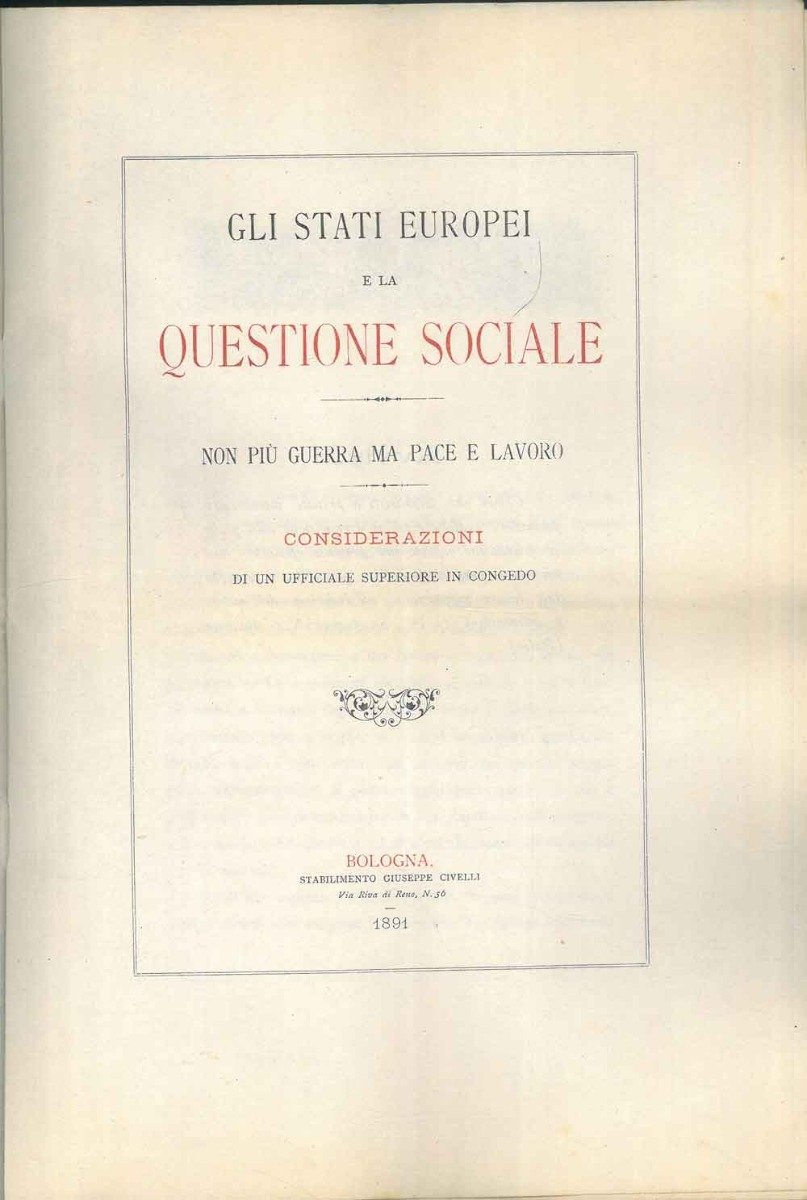 GLI STATI EUROPEI
E LA
QUESTIONE SOCIALE
NON PIÙ GUERRA MA PACE E LAVORO
CONSIDERAZIONI
DI UN UFFICIALE SUPERIORE IN CONGEDO
BOLOGNA.
STABILIMENTO GIUSEPPE CIVELLI
Via Riva di Reno, N. 56
1891